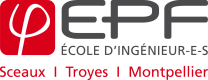 EPF
ÉCOLE D'INGÉNIEUR-E-S
Sceaux I Troyes I Montpellier